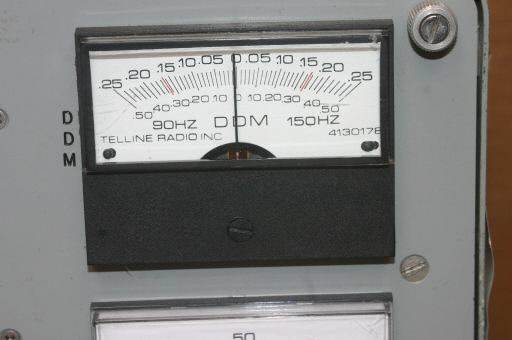 .25 .20 .15 .10 .05 0 .05 .10 .15 .20 .25
.50 .40 .30 .20 .10 0 .10 .20 .30 .40 .50
90HZ DDM 150HZ
TELLINE RADIO INC 4130178
D
D
M
50